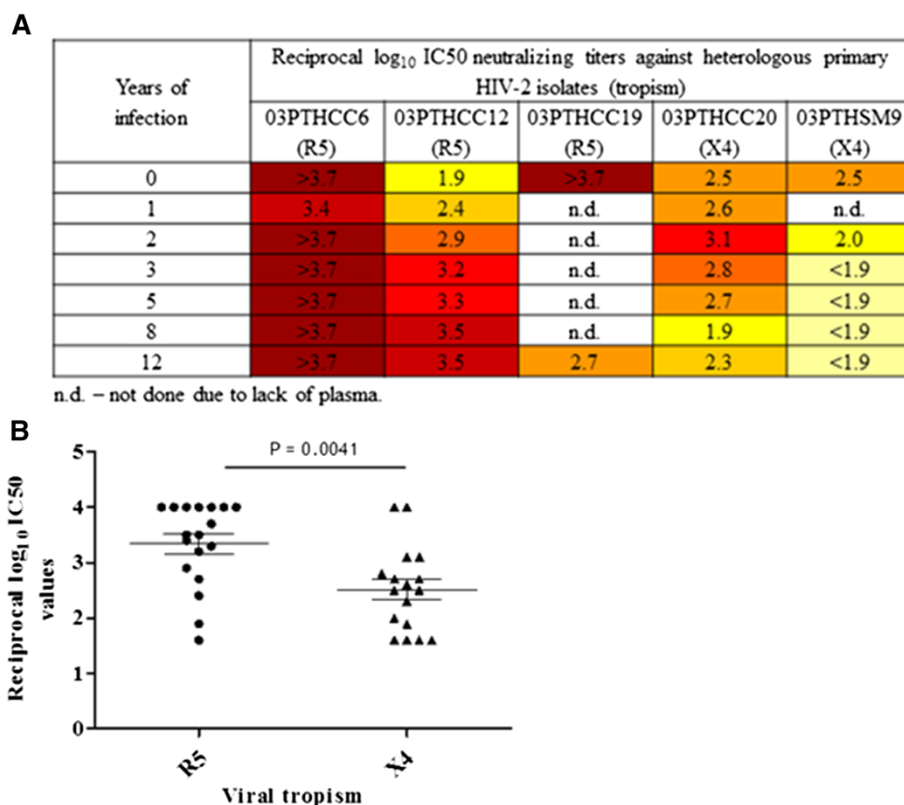 A
Years of infection
Reciprocal log10 IC50 neutralizing titers against heterologous primary
HIV-2 isolates (tropism)
03PTHCC6 (R5) 03PTHCC12 (R5) 03PTHCC19 (R5) 03PTHCC20 (X4) 03PTHSM9 (X4)
0 >3.7 1.9 >3.7 2.5 2.5
1 3.4 2.4 n.d. 2.6 n.d.
2 >3.7 2.9 n.d. 3.1 2.0
3 >3.7 3.2 n.d. 2.8 <1.9
5 >3.7 3.3 n.d. 2.7 <1.9
8 >3.7 3.5 n.d. 1.9 <1.9
12 >3.7 3.5 2.7 2.3 <1.9
n.d. – not done due to lack of plasma.
B
P = 0.0041
Reciprocal log10 IC50
values
5
4
3
2
1
0
R5 X4
Viral tropism